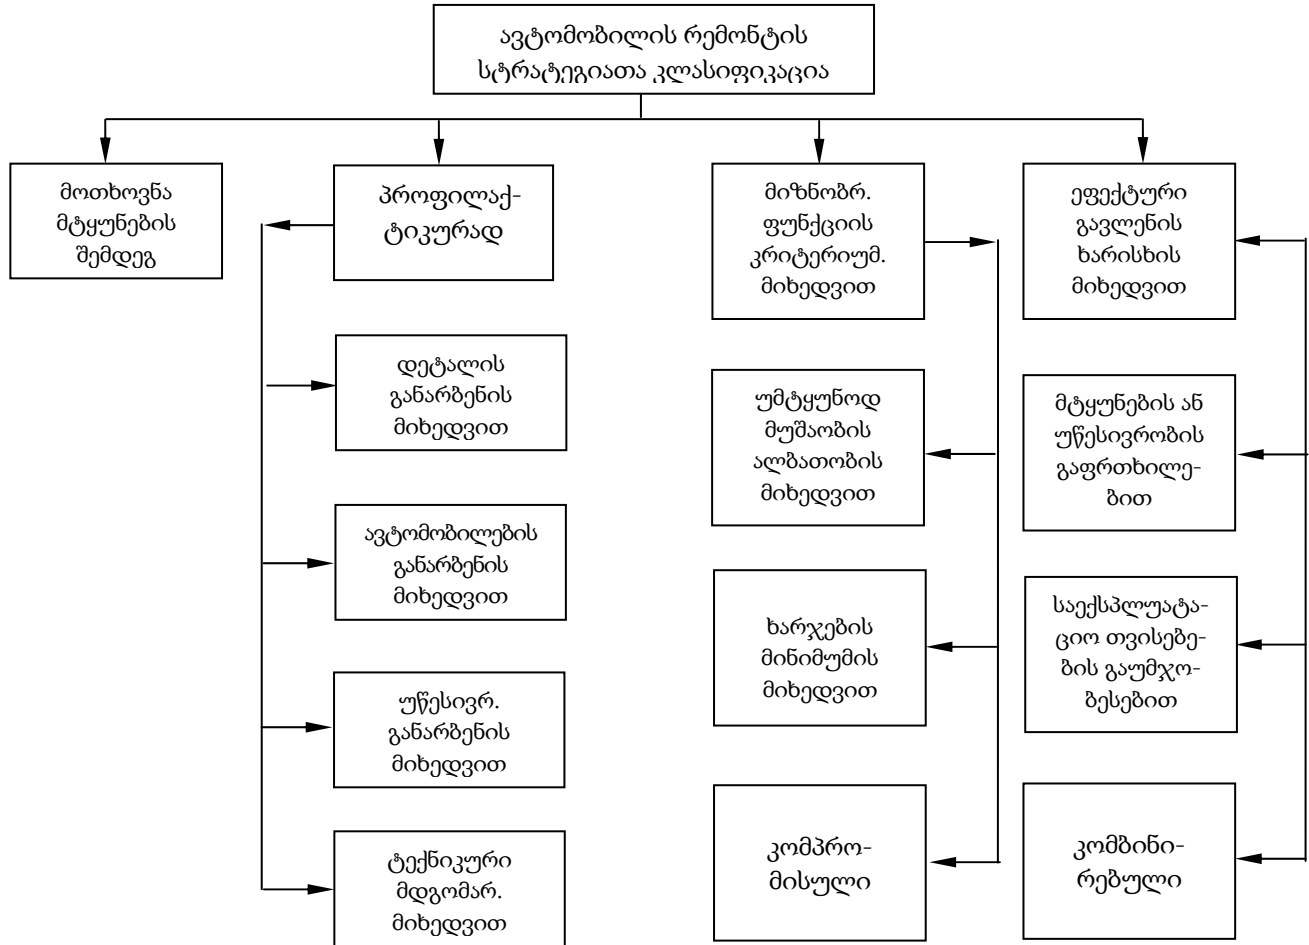 ავტომობილის რემონტის
სტრატეგიათა კლასიფიკაცია
მოთხოვნა
მტყუნების
შემდეგ
პროფილაქ-
ტიკურად
დეტალის
განარბენის
მიხედვით
ავტომობილების
განარბენის
მიხედვით
უწესივრ.
განარბენის
მიხედვით
ტექნიკური
მდგომარ.
მიხედვით
მიზნობრ.
ფუნქციის
კრიტერიუმ.
მიხედვით
უმტყუნოდ
მუშაობის
ალბათობის
მიხედვით
ხარჯების
მინიმუმის
მიხედვით
კომპრო-
მისული
ეფექტური
გავლენის
ხარისხის
მიხედვით
მტყუნების ან
უწესივრობის
გაფრთხილე-
ბით
საექსპლუატა-
ციო თვისებე-
ბის გაუმჯო-
ბესებით
კომბინი-
რებული